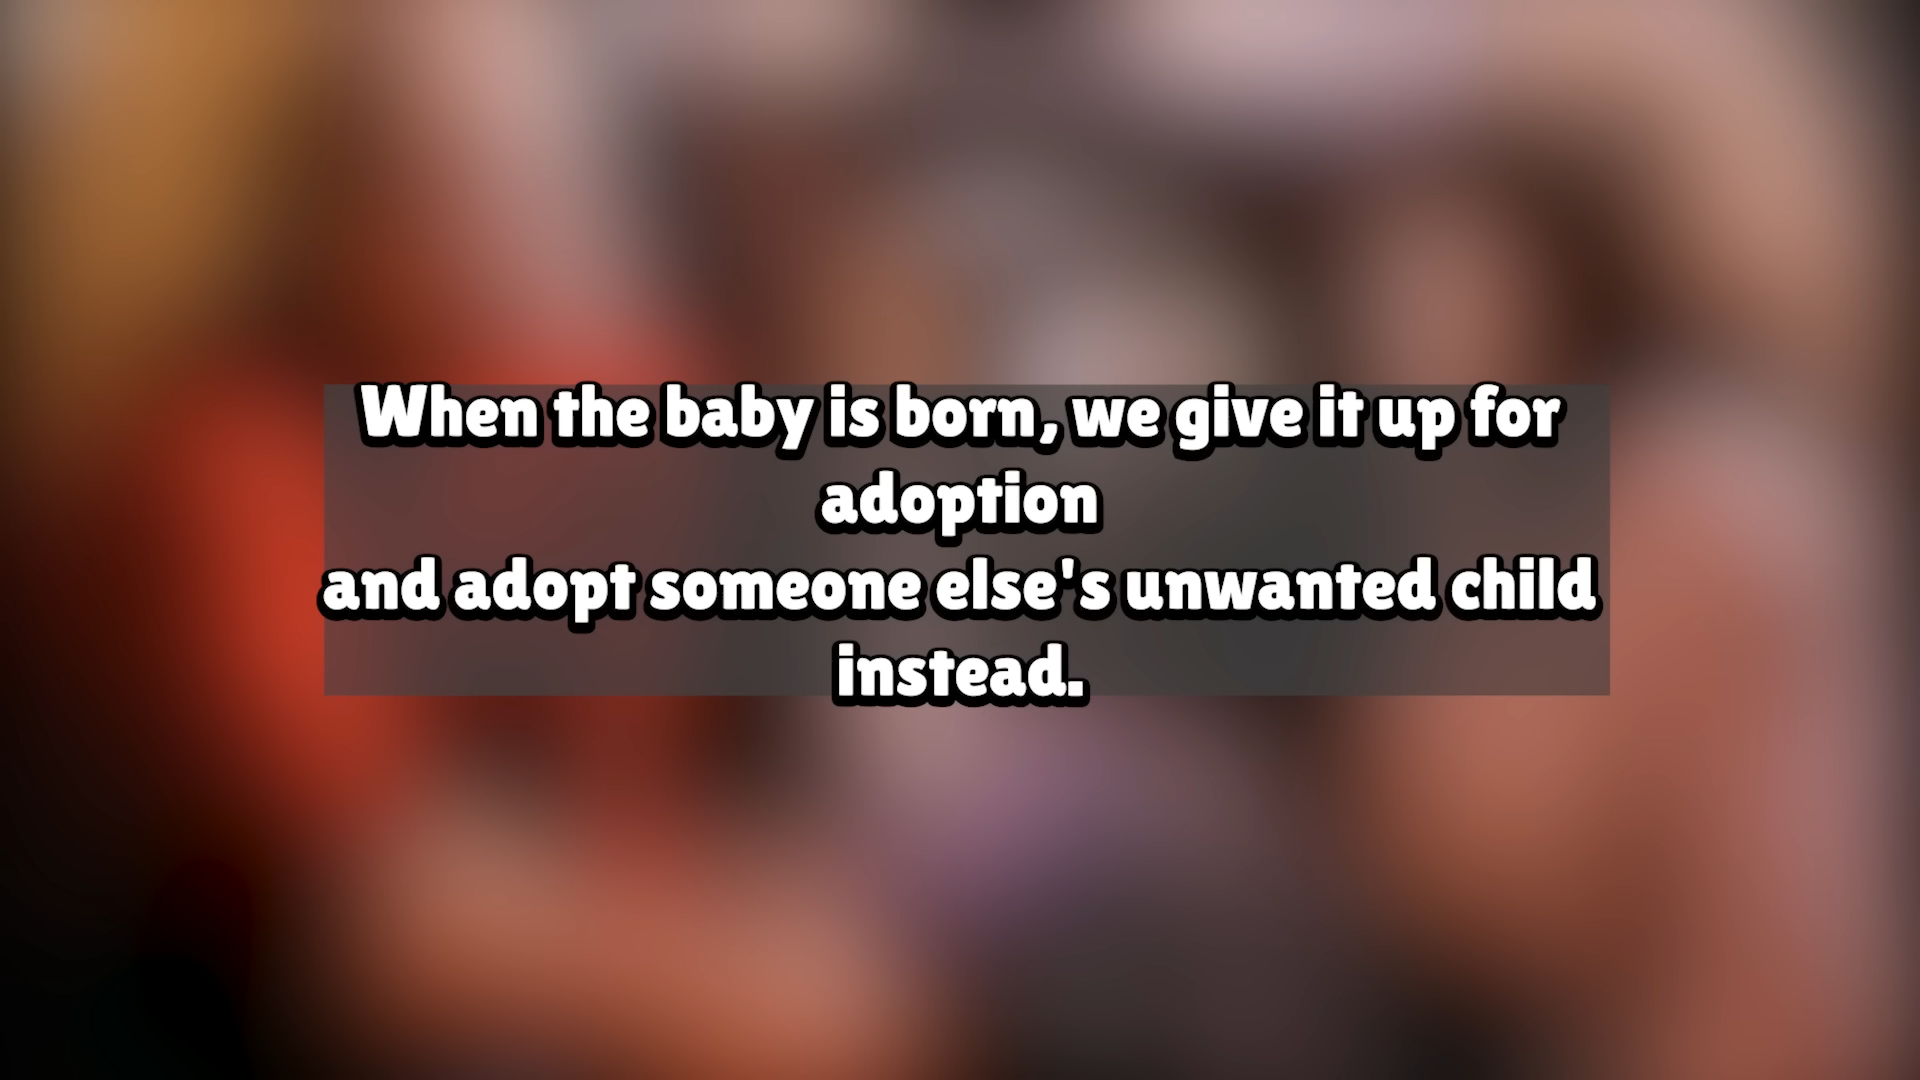 When the baby is born, we give it up for
adoption
and adopt someone else's unwanted child
instead.